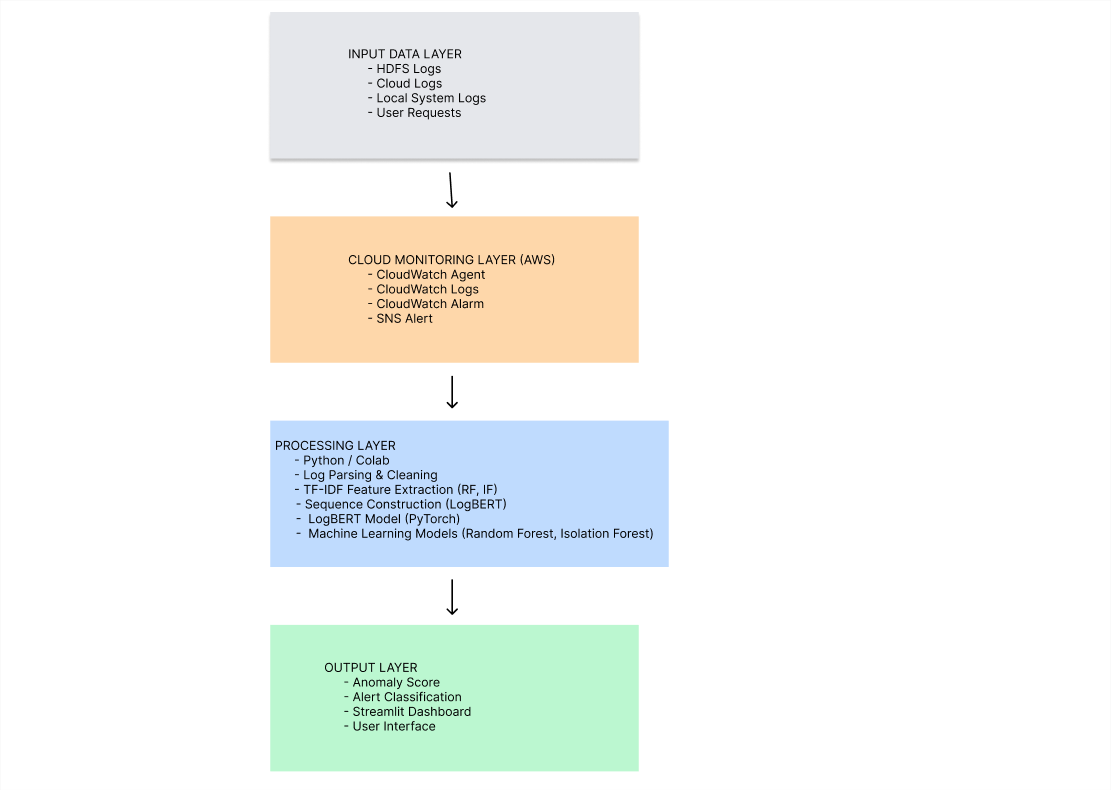 INPUT DATA LAYER
- HDFS Logs
- Cloud Logs
- Local System Logs
- User Requests
CLOUD MONITORING LAYER (AWS)
- CloudWatch Agent
- CloudWatch Logs
- CloudWatch Alarm
- SNS Alert
PROCESSING LAYER
- Python / Colab
- Log Parsing & Cleaning
- TF-IDF Feature Extraction (RF, IF)
- Sequence Construction (LogBERT)
- LogBERT Model (PyTorch)
- Machine Learning Models (Random Forest, Isolation Forest)
OUTPUT LAYER
- Anomaly Score
- Alert Classification
- Streamlit Dashboard
- User Interface